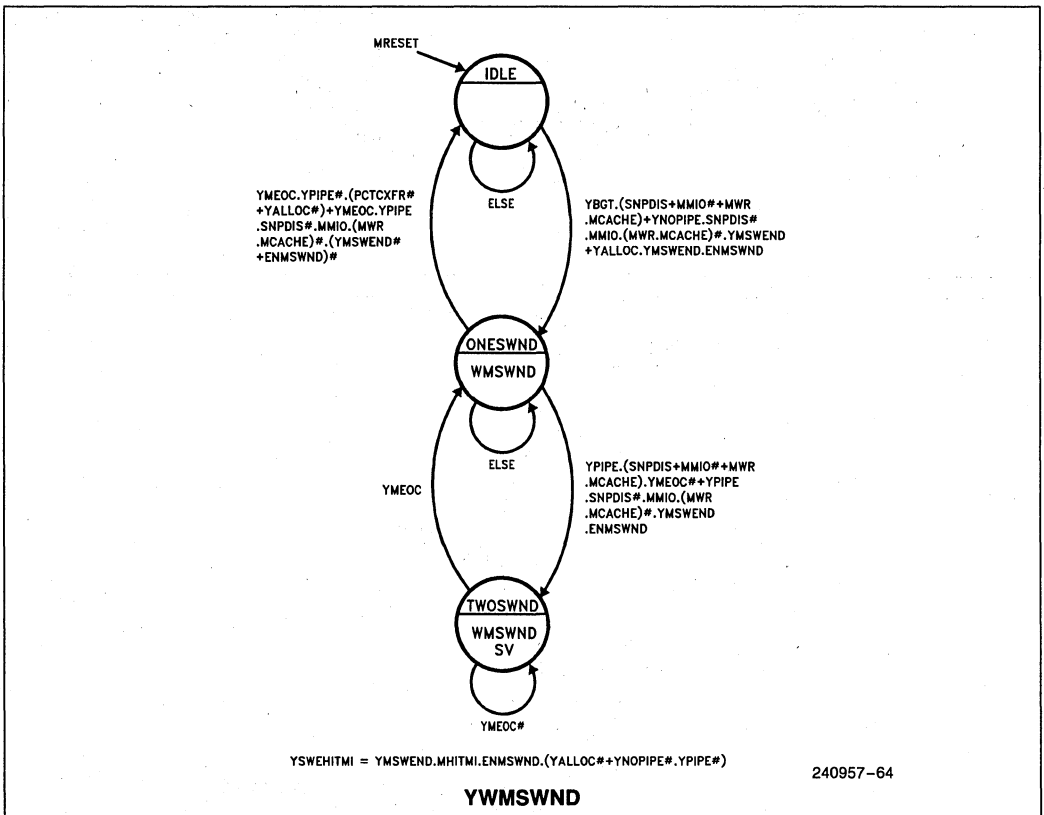 MRESET
IDLE
ELSE
YMEOC.YPIPE#.(PCTCXFR#
+YALLOC#)+YMEOC.YPIPE
.SNPDIS#.MMIO.(MWR
.MCACHE)#.(YMSWEND#
+ENMSWND)#
YBGT.(SNPDIS+MMIO#+MWR
.MCACHE)+YNOPIPE.SNPDIS#
.MMIO.(MWR.MCACHE)#.YMSWEND
+YALLOC.YMSWEND.ENMSWND
ONESWND
WMSWND
ELSE
YMEOC
YPIPE.(SNPDIS+MMIO#+MWR
.MCACHE).YMEOC#+YPIPE
.SNPDIS#.MMIO.(MWR
.MCACHE)#.YMSWEND
.ENMSWND
TWOSWND
WMSWND
SV
YMEOC#
YSWEHITMI = YMSWEND.MHITMI.ENMSWND.(YALLOC#+YNOPIPE#.YPIPE#)
240957-64
YWMSWND